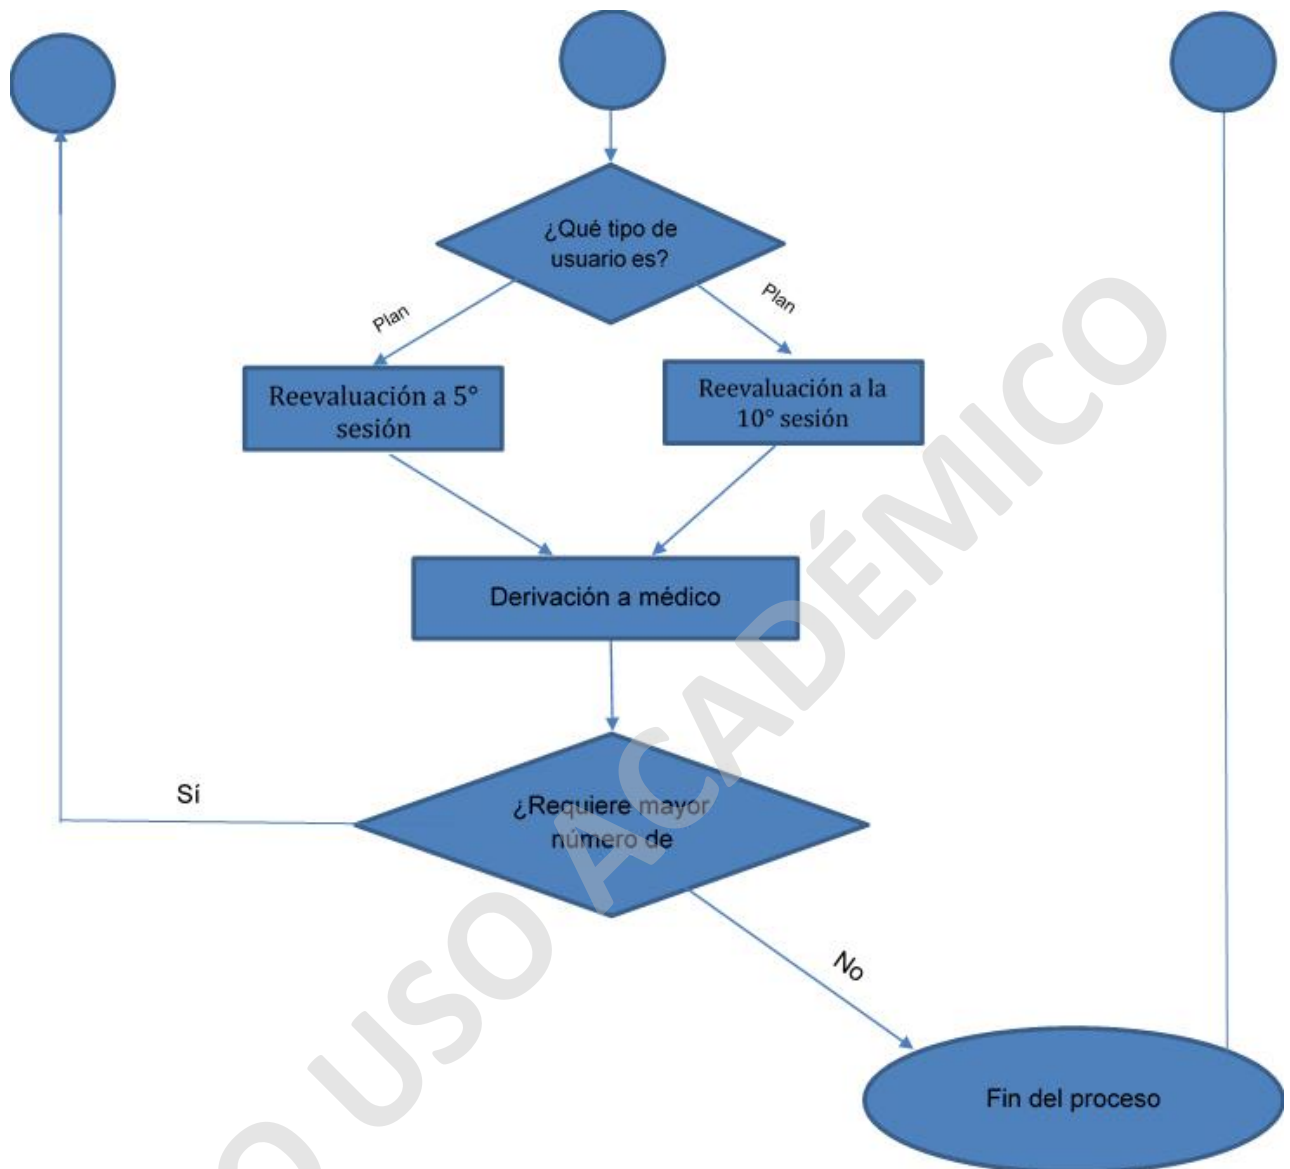 ¿Qué tipo de
usuario es?
Plan
Plan
Reevaluación a 5°
sesión
Reevaluación a la
10° sesión
Derivación a médico
Sí
¿Requiere mayor
número de
No
Fin del proceso
O USO ACADÉMICO